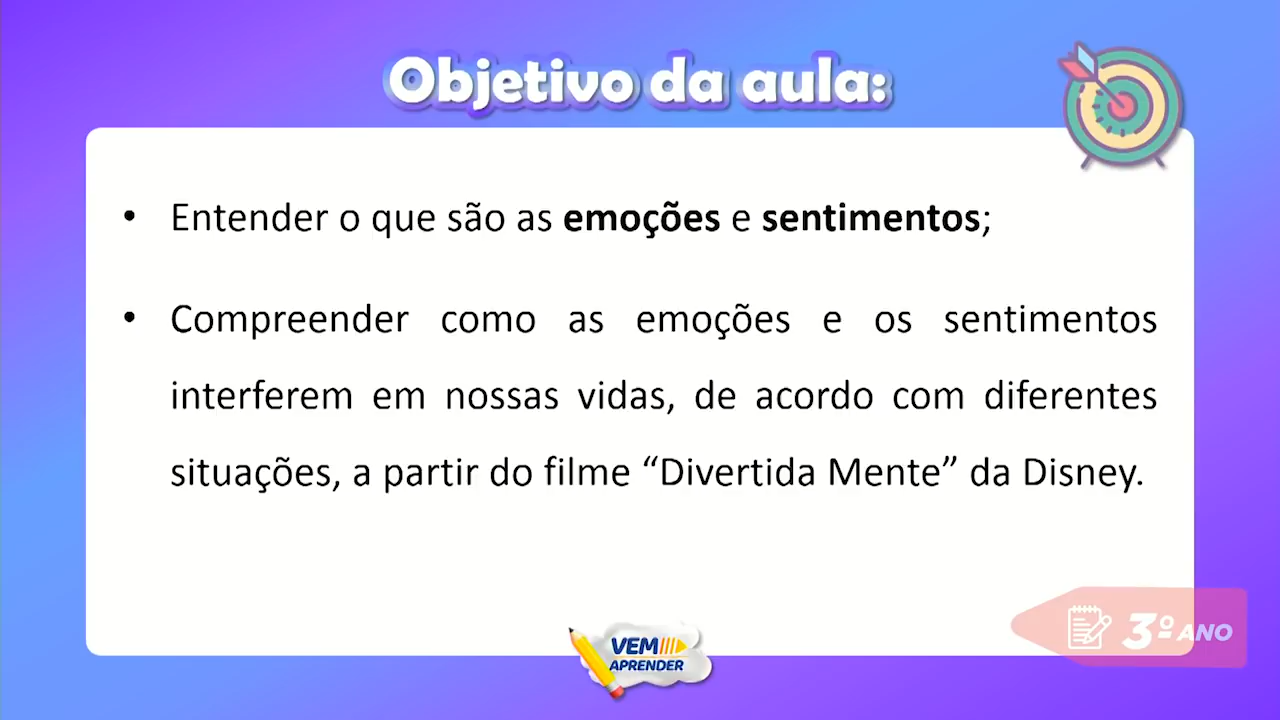 Objetivo da aula:
• Entender o que são as emoções e sentimentos;
• Compreender como as emoções e os sentimentos
interferem em nossas vidas, de acordo com diferentes
situações, a partir do filme “Divertida Mente” da Disney.
3º ANO
VEM
APRENDER